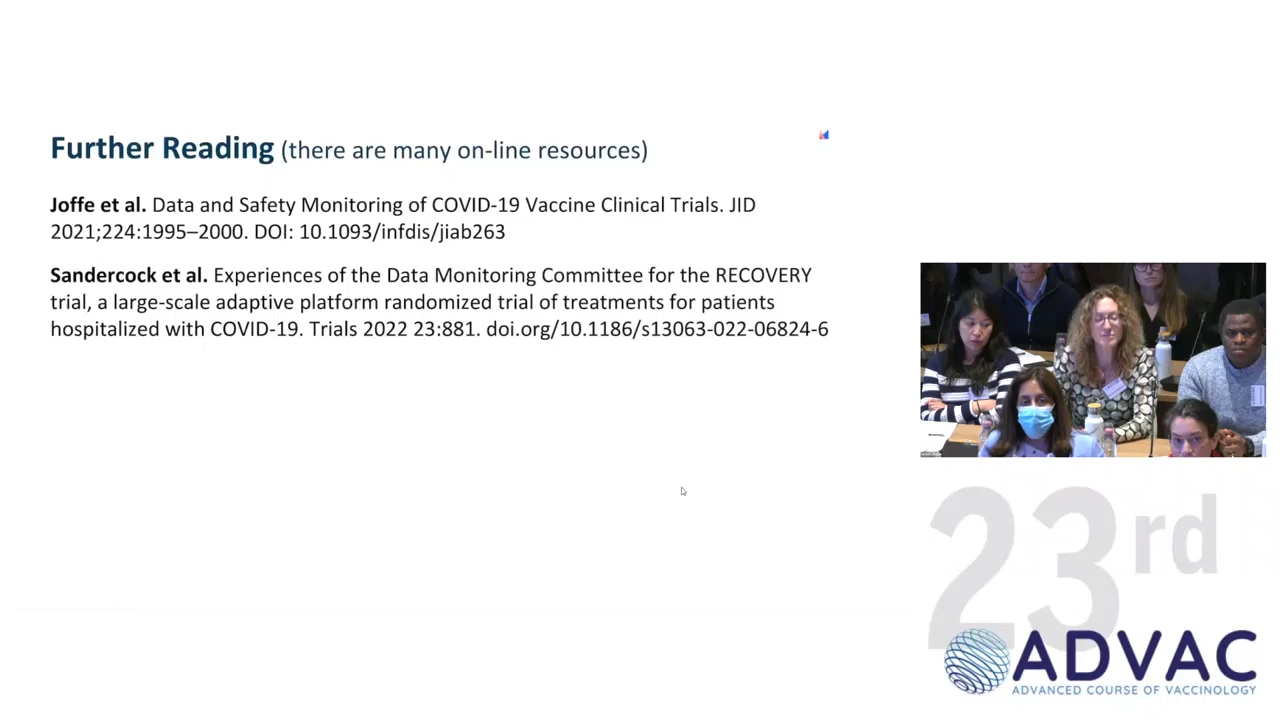 Further Reading (there are many on-line resources)
Joffe et al. Data and Safety Monitoring of COVID-19 Vaccine Clinical Trials. JID
2021;224:1995–2000. DOI: 10.1093/infdis/jiab263
Sandercock et al. Experiences of the Data Monitoring Committee for the RECOVERY
trial, a large-scale adaptive platform randomized trial of treatments for patients
hospitalized with COVID-19. Trials 2022 23:881. doi.org/10.1186/s13063-022-06824-6
23rd
ADVAC
ADVANCED COURSE OF VACCINOLOGY